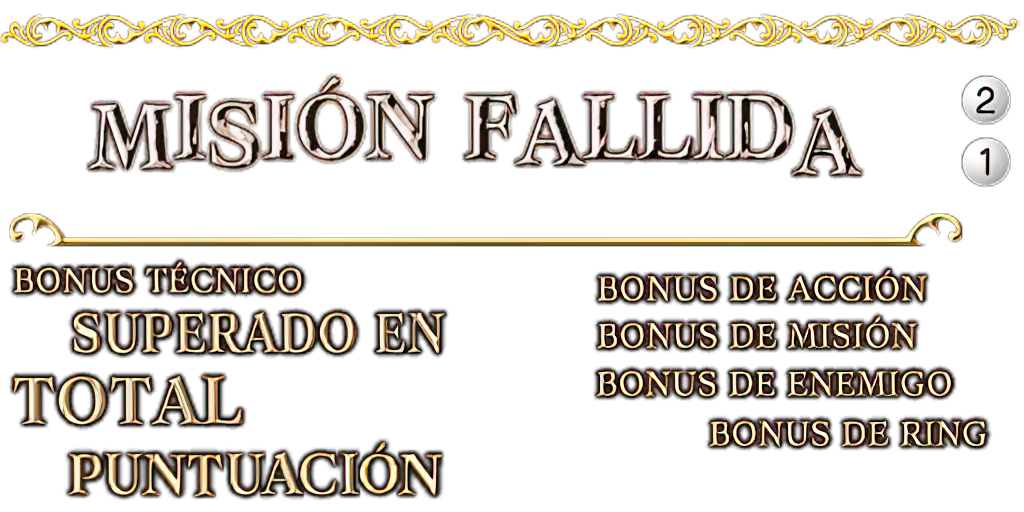 MISIÓN FALLIDA
2
1
BONUS TÉCNICO
SUPERADO EN
TOTAL
PUNTUACIÓN
BONUS DE ACCIÓN
BONUS DE MISIÓN
BONUS DE ENEMIGO
BONUS DE RING